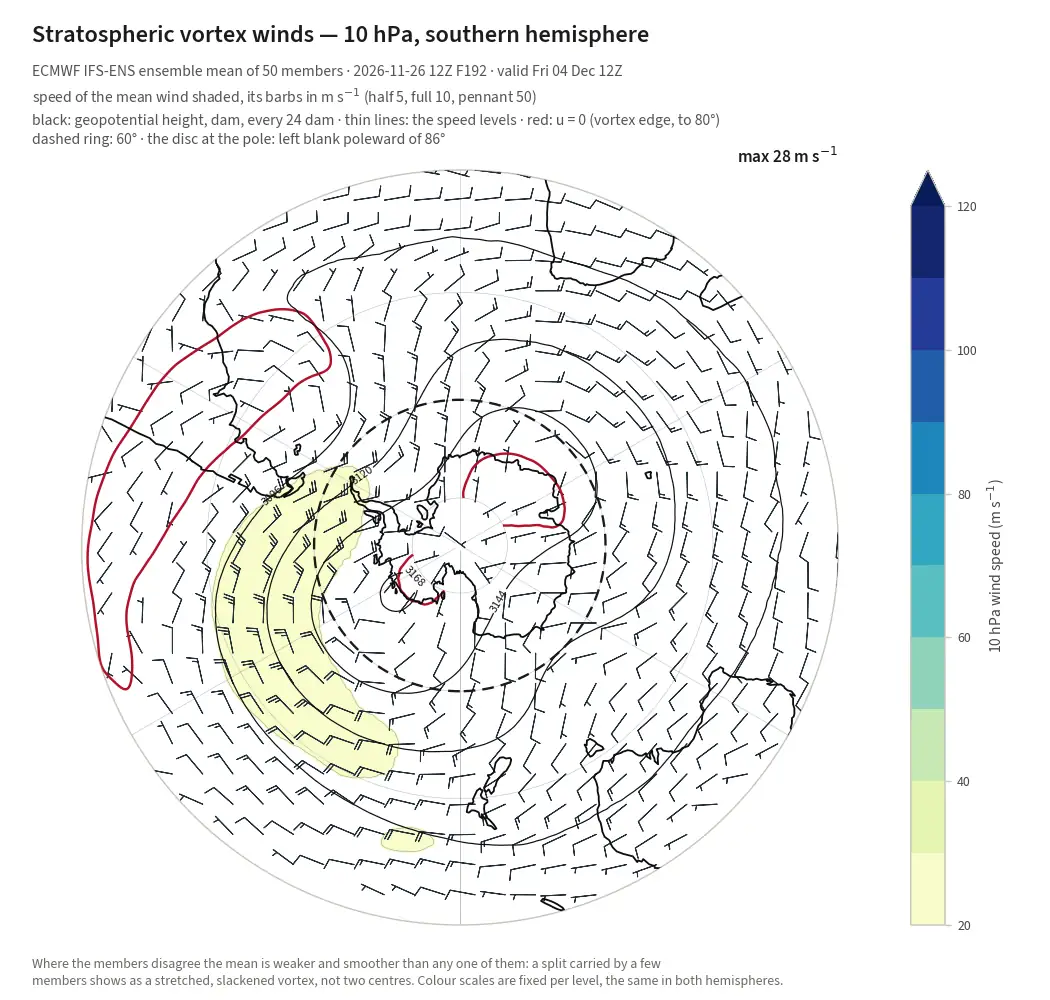 Stratospheric vortex winds — 10 hPa, southern hemisphere
ECMWF IFS-ENS ensemble mean of 50 members · 2026-11-26 12Z F192 · valid Fri 04 Dec 12Z
speed of the mean wind shaded, its barbs in m s⁻¹ (half 5, full 10, pennant 50)
black: geopotential height, dam, every 24 dam · thin lines: the speed levels · red: u = 0 (vortex edge, to 80°)
dashed ring: 60° · the disc at the pole: left blank poleward of 86°
max 28 m s⁻¹
120
100
80
60
40
20
10 hPa wind speed (m s⁻¹)
3120
3168
3144
Where the members disagree the mean is weaker and smoother than any one of them: a split carried by a few
members shows as a stretched, slackened vortex, not two centres. Colour scales are fixed per level, the same in both hemispheres.